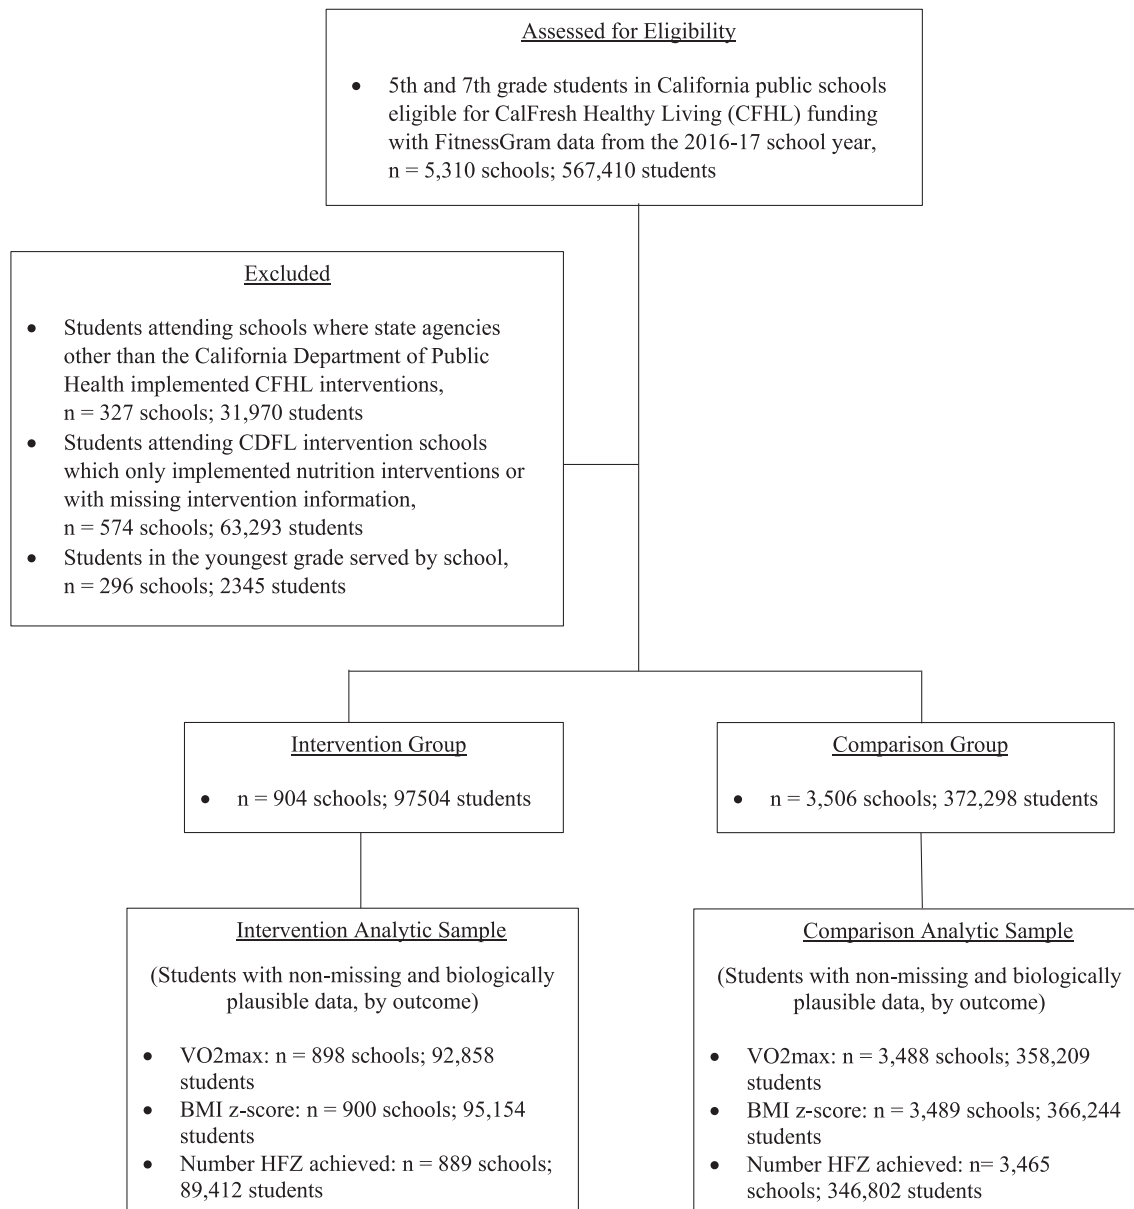 Assessed for Eligibility
• 5th and 7th grade students in California public schools
eligible for CalFresh Healthy Living (CFHL) funding
with FitnessGram data from the 2016-17 school year,
n = 5,310 schools; 567,410 students
Excluded
• Students attending schools where state agencies
other than the California Department of Public
Health implemented CFHL interventions,
n = 327 schools; 31,970 students
• Students attending CDFL intervention schools
which only implemented nutrition interventions or
with missing intervention information,
n = 574 schools; 63,293 students
• Students in the youngest grade served by school,
n = 296 schools; 2345 students
Intervention Group
• n = 904 schools; 97504 students
Comparison Group
• n = 3,506 schools; 372,298 students
Intervention Analytic Sample
(Students with non-missing and biologically
plausible data, by outcome)
• VO2max: n = 898 schools; 92,858
students
• BMI z-score: n = 900 schools; 95,154
students
• Number HFZ achieved: n = 889 schools;
89,412 students
Comparison Analytic Sample
(Students with non-missing and biologically
plausible data, by outcome)
• VO2max: n = 3,488 schools; 358,209
students
• BMI z-score: n = 3,489 schools; 366,244
students
• Number HFZ achieved: n= 3,465
schools; 346,802 students